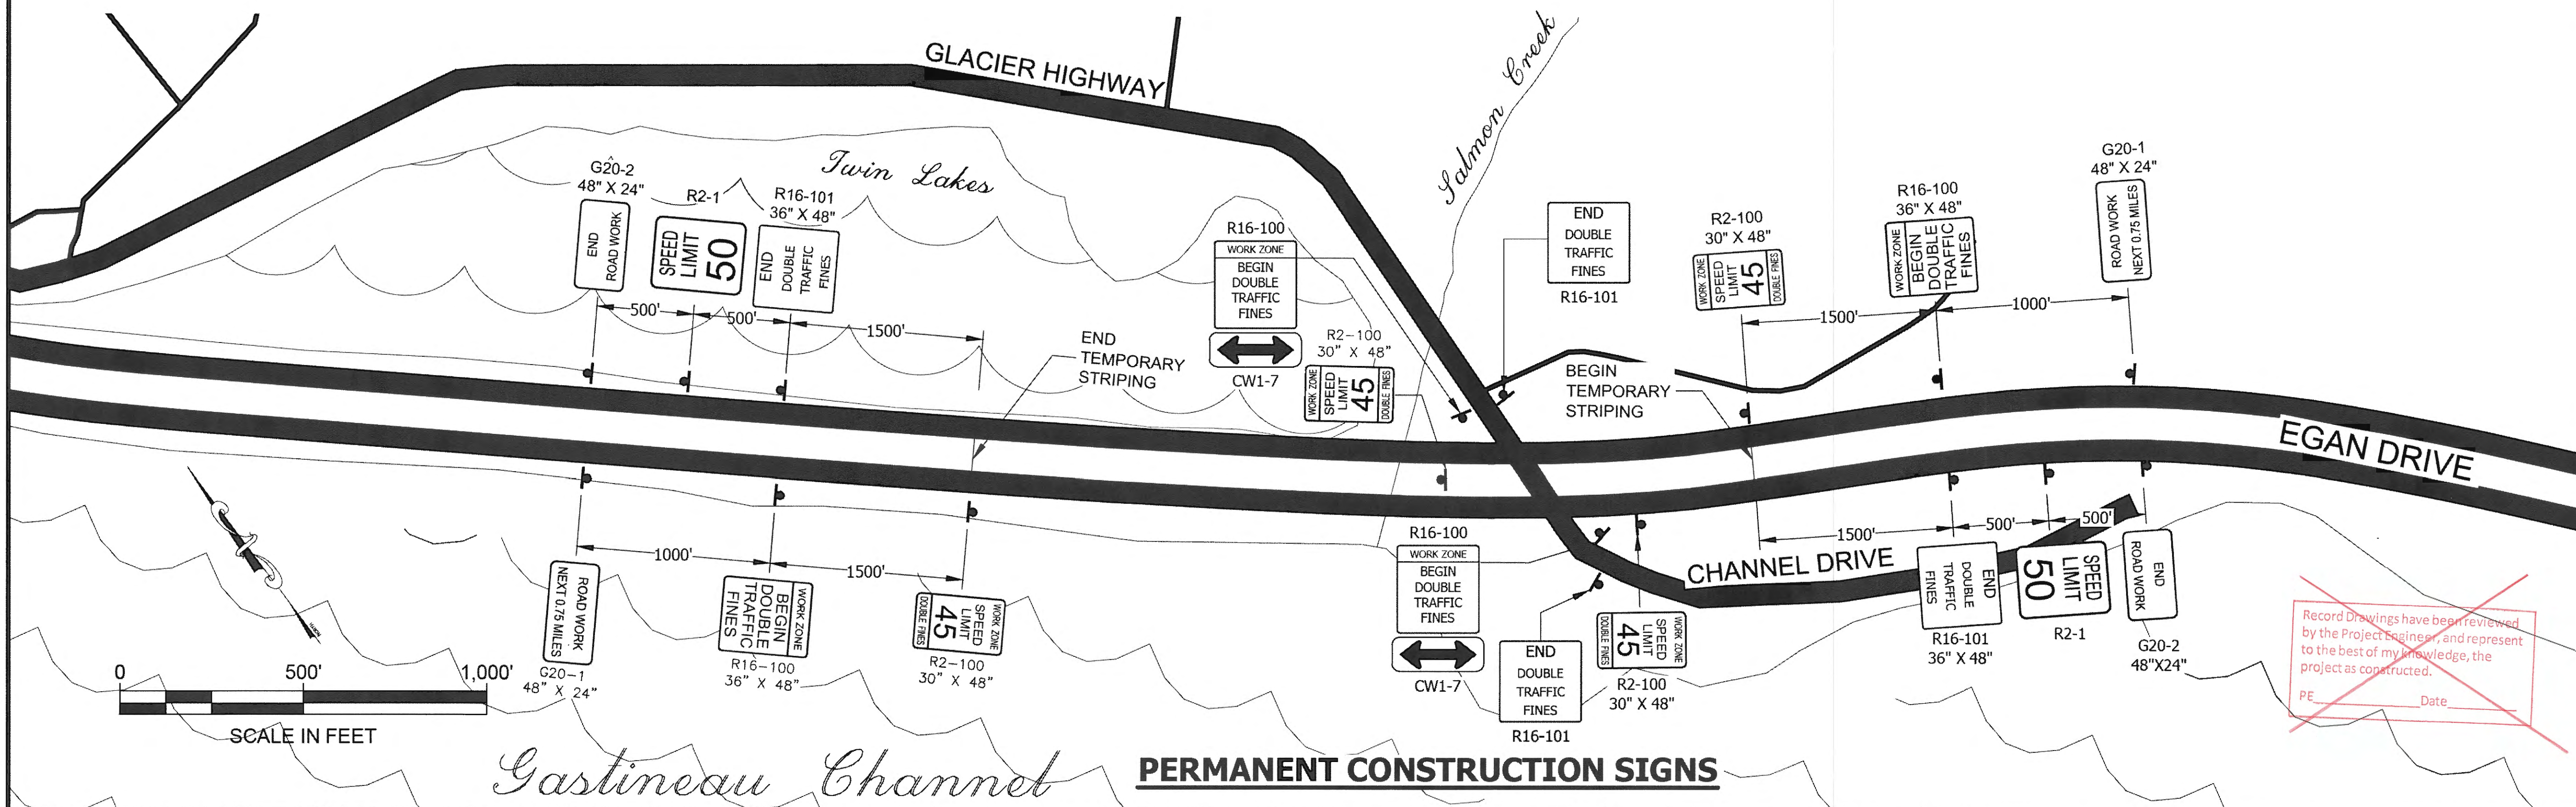 GLACIER HIGHWAY
Salmon Creek
Twin Lakes
G20-2
48" X 24"
END
ROAD WORK
R2-1
SPEED
LIMIT
50
R16-101
36" X 48"
END
DOUBLE
TRAFFIC
FINES
500'
500'
1500'
END
TEMPORARY
STRIPING
R16-100
WORK ZONE
BEGIN
DOUBLE
TRAFFIC
FINES
CW1-7
R2-100
30" X 48"
WORK ZONE
SPEED
LIMIT
45
DOUBLE FINES
END
DOUBLE
TRAFFIC
FINES
R16-101
BEGIN
TEMPORARY
STRIPING
R2-100
30" X 48"
WORK ZONE
SPEED
LIMIT
45
DOUBLE FINES
R16-100
36" X 48"
WORK ZONE
BEGIN
DOUBLE
TRAFFIC
FINES
G20-1
48" X 24"
ROAD WORK
NEXT 0.75 MILES
1500'
1000'
EGAN DRIVE
NORTH
0
500'
1,000'
SCALE IN FEET
1000'
1500'
ROAD WORK
NEXT 0.75 MILES
G20-1
48" X 24"
WORK ZONE
BEGIN
DOUBLE
TRAFFIC
FINES
R16-100
36" X 48"
WORK ZONE
SPEED
LIMIT
45
DOUBLE FINES
R2-100
30" X 48"
R16-100
WORK ZONE
BEGIN
DOUBLE
TRAFFIC
FINES
CW1-7
END
DOUBLE
TRAFFIC
FINES
R16-101
WORK ZONE
SPEED
LIMIT
45
DOUBLE FINES
R2-100
30" X 48"
CHANNEL DRIVE
1500'
500'
500'
END
DOUBLE
TRAFFIC
FINES
R16-101
36" X 48"
SPEED
LIMIT
50
R2-1
END
ROAD WORK
G20-2
48"X24"
Record Drawings have been reviewed
by the Project Engineer, and represent
to the best of my knowledge, the
project as constructed.
PE Date
Gastineau Channel
PERMANENT CONSTRUCTION SIGNS